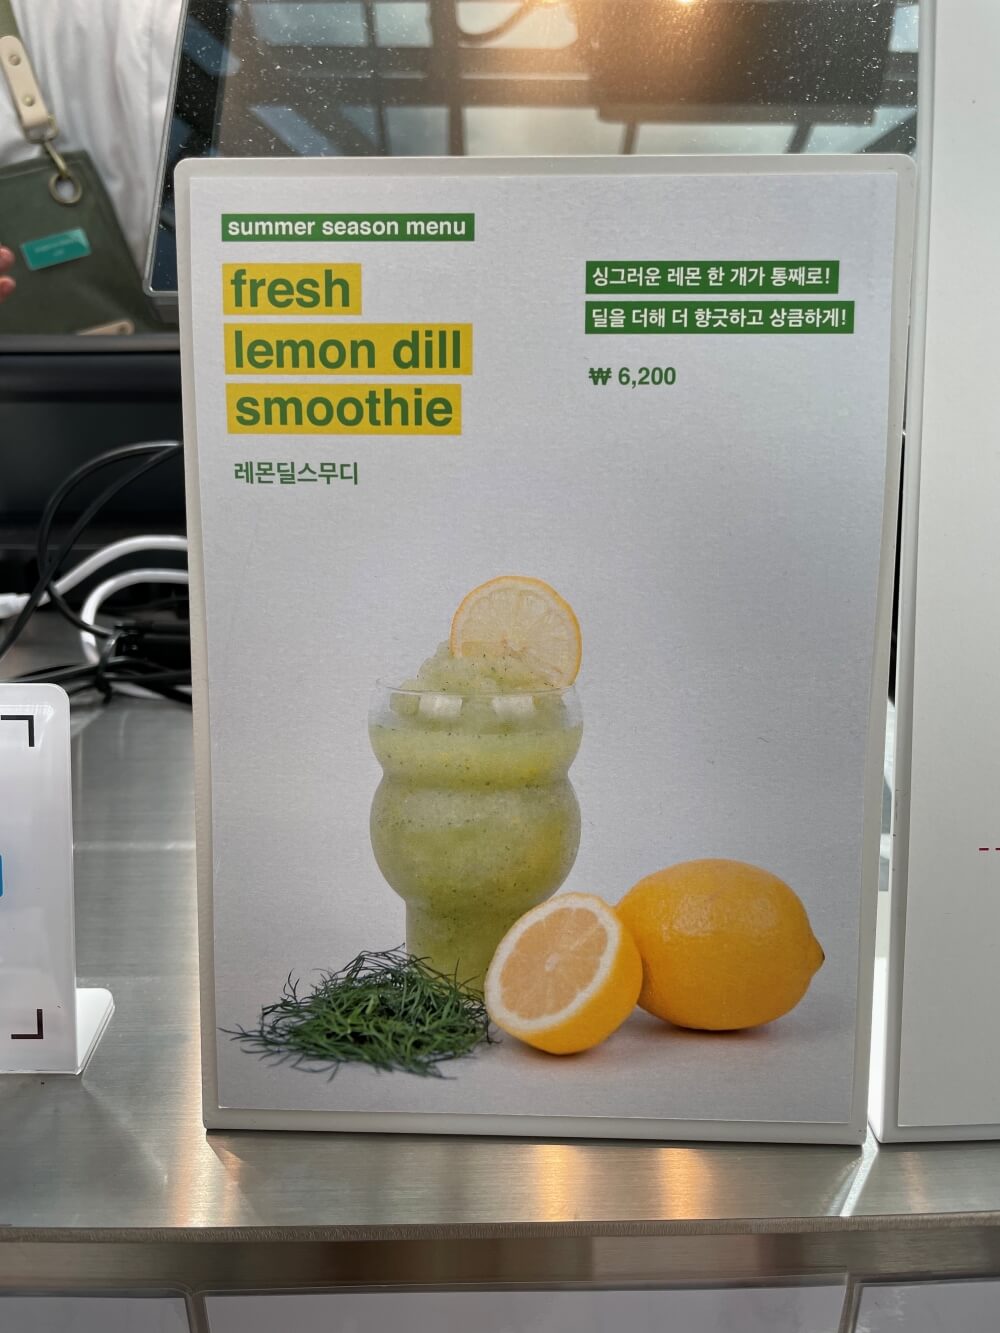 summer season menu
fresh
lemon dill
smoothie
레몬딜스무디
싱그러운 레몬 한 개가 통째로!
딜을 더해 더 향긋하고 상큼하게!
₩ 6,200